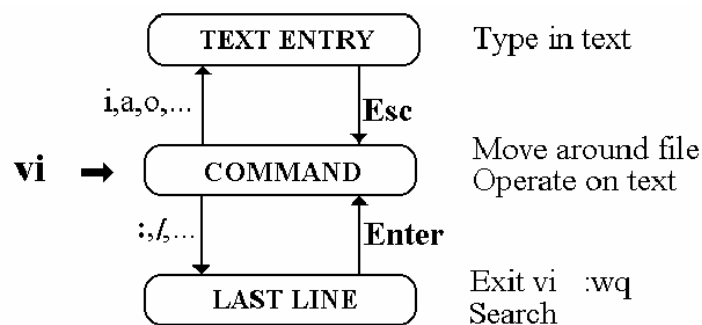 TEXT ENTRY Type in text
i,a,o,... Esc
vi → COMMAND Move around file
Operate on text
:,/,... Enter
LAST LINE Exit vi :wq
Search